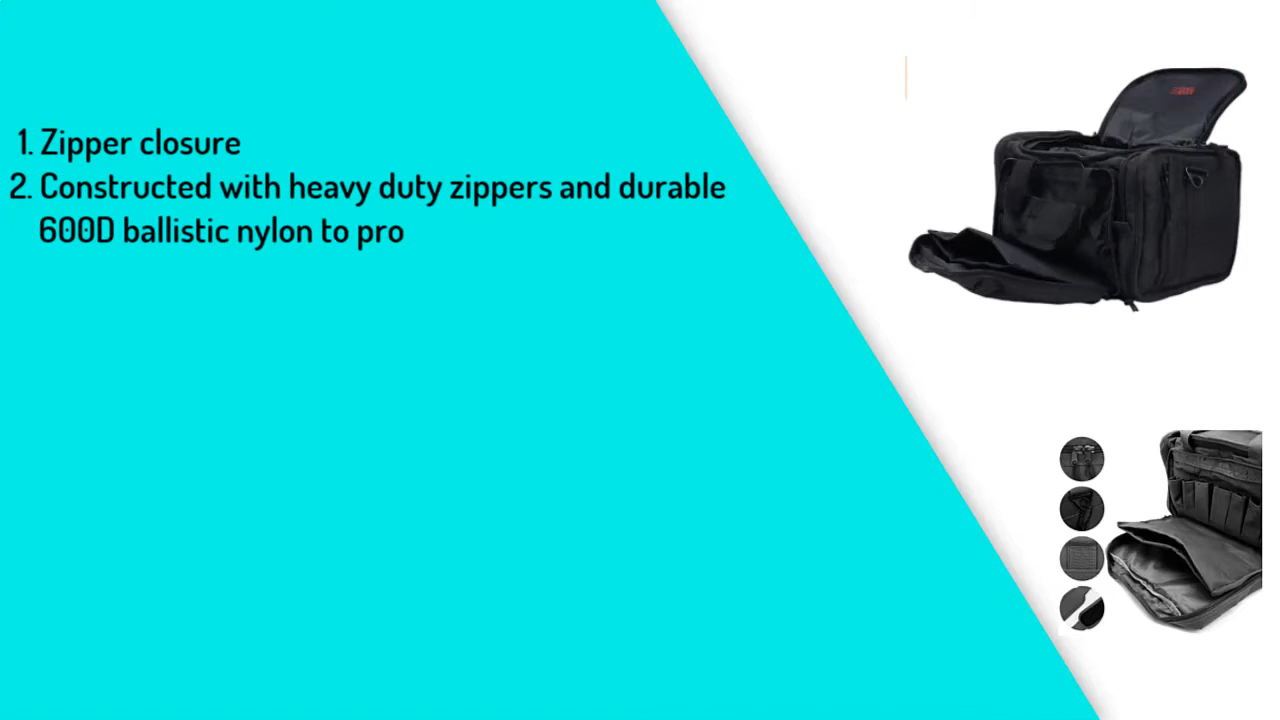 1. Zipper closure
2. Constructed with heavy duty zippers and durable
600D ballistic nylon to pro